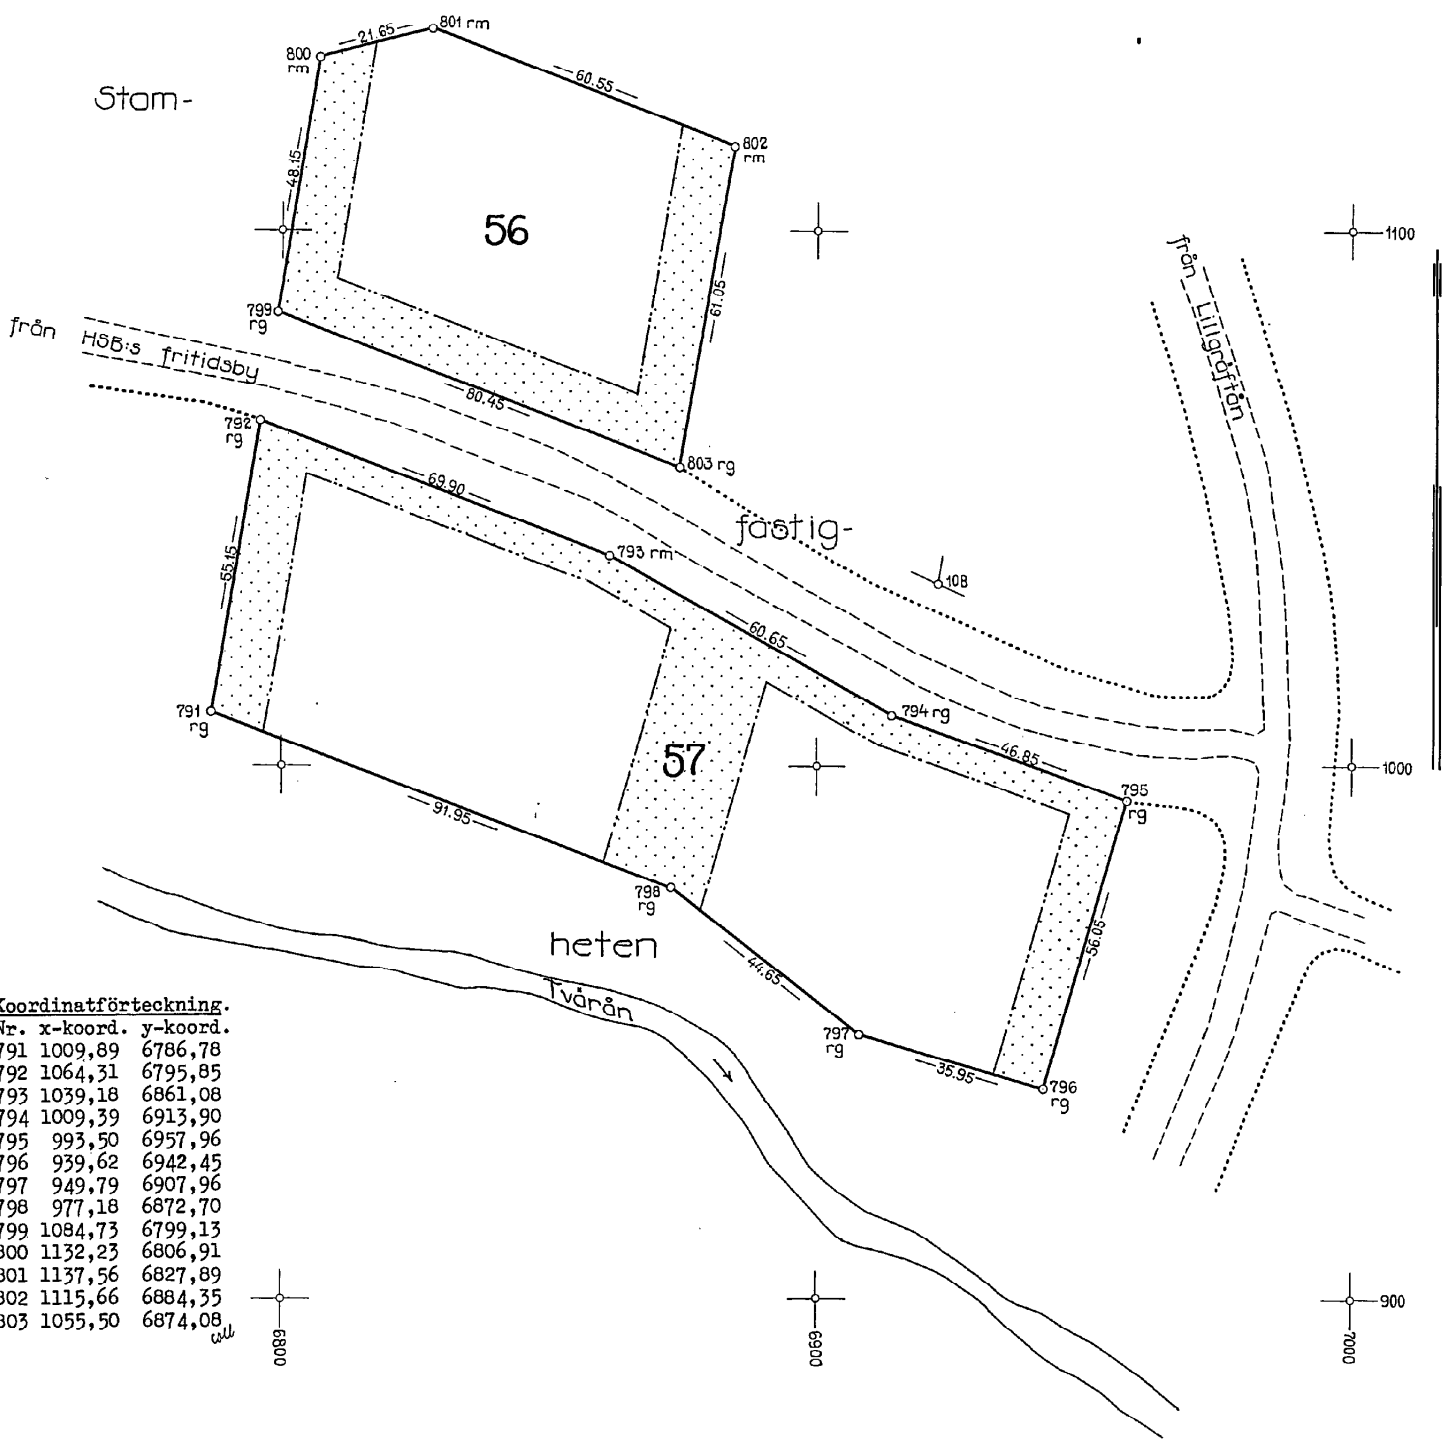 801 rm
21.65
800
rm
60.55
Stam-
802
rm
48.15
56
1100
från Lillgräftån
61.05
799
rg
från HSB:s fritidsby
80.45
792
rg
803 rg
69.90
fastig-
793 rm
108
55.15
60.65
791
rg
794 rg
57
46.85
1000
795
rg
91.95
798
rg
heten
56.05
44.65
Tvärån
797
rg
35.95
796
rg
Koordinatförteckning.
Nr. x-koord. y-koord.
791 1009,89 6786,78
792 1064,31 6795,85
793 1039,18 6861,08
794 1009,39 6913,90
795 993,50 6957,96
796 939,62 6942,45
797 949,79 6907,96
798 977,18 6872,70
799 1084,73 6799,13
800 1132,23 6806,91
801 1137,56 6827,89
802 1115,66 6884,35
803 1055,50 6874,08
900
6800
6900
7000